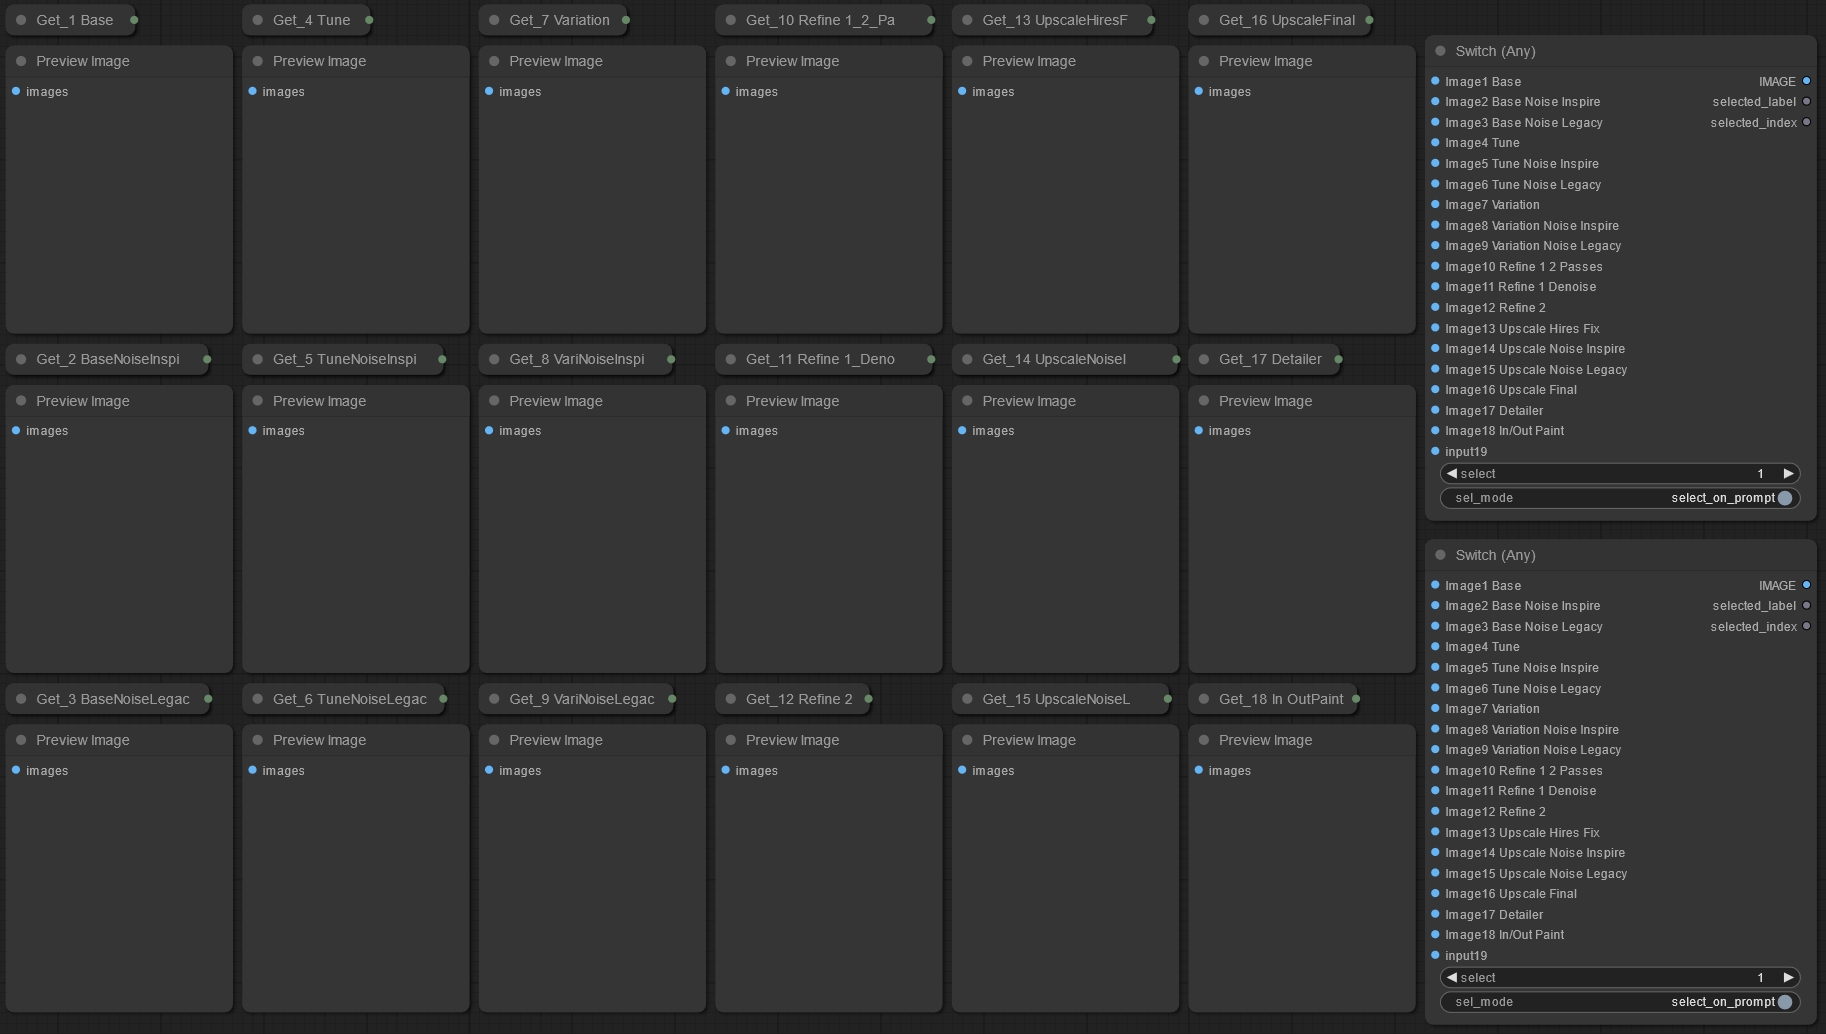 Get_1 Base
Get_4 Tune
Get_7 Variation
Get_10 Refine 1_2_Pa
Get_13 UpscaleHiresF
Get_16 UpscaleFinal
Preview Image
Preview Image
Preview Image
Preview Image
Preview Image
Preview Image
images
images
images
images
images
images
Get_2 BaseNoiseInspi
Get_5 TuneNoiseInspi
Get_8 VariNoiseInspi
Get_11 Refine 1_Deno
Get_14 UpscaleNoiseI
Get_17 Detailer
Preview Image
Preview Image
Preview Image
Preview Image
Preview Image
Preview Image
images
images
images
images
images
images
Get_3 BaseNoiseLegac
Get_6 TuneNoiseLegac
Get_9 VariNoiseLegac
Get_12 Refine 2
Get_15 UpscaleNoiseL
Get_18 In OutPaint
Preview Image
Preview Image
Preview Image
Preview Image
Preview Image
Preview Image
images
images
images
images
images
images
Switch (Any)
Image1 Base IMAGE
Image2 Base Noise Inspire selected_label
Image3 Base Noise Legacy selected_index
Image4 Tune
Image5 Tune Noise Inspire
Image6 Tune Noise Legacy
Image7 Variation
Image8 Variation Noise Inspire
Image9 Variation Noise Legacy
Image10 Refine 1 2 Passes
Image11 Refine 1 Denoise
Image12 Refine 2
Image13 Upscale Hires Fix
Image14 Upscale Noise Inspire
Image15 Upscale Noise Legacy
Image16 Upscale Final
Image17 Detailer
Image18 In/Out Paint
input19
select 1
sel_mode select_on_prompt
Switch (Any)
Image1 Base IMAGE
Image2 Base Noise Inspire selected_label
Image3 Base Noise Legacy selected_index
Image4 Tune
Image5 Tune Noise Inspire
Image6 Tune Noise Legacy
Image7 Variation
Image8 Variation Noise Inspire
Image9 Variation Noise Legacy
Image10 Refine 1 2 Passes
Image11 Refine 1 Denoise
Image12 Refine 2
Image13 Upscale Hires Fix
Image14 Upscale Noise Inspire
Image15 Upscale Noise Legacy
Image16 Upscale Final
Image17 Detailer
Image18 In/Out Paint
input19
select 1
sel_mode select_on_prompt